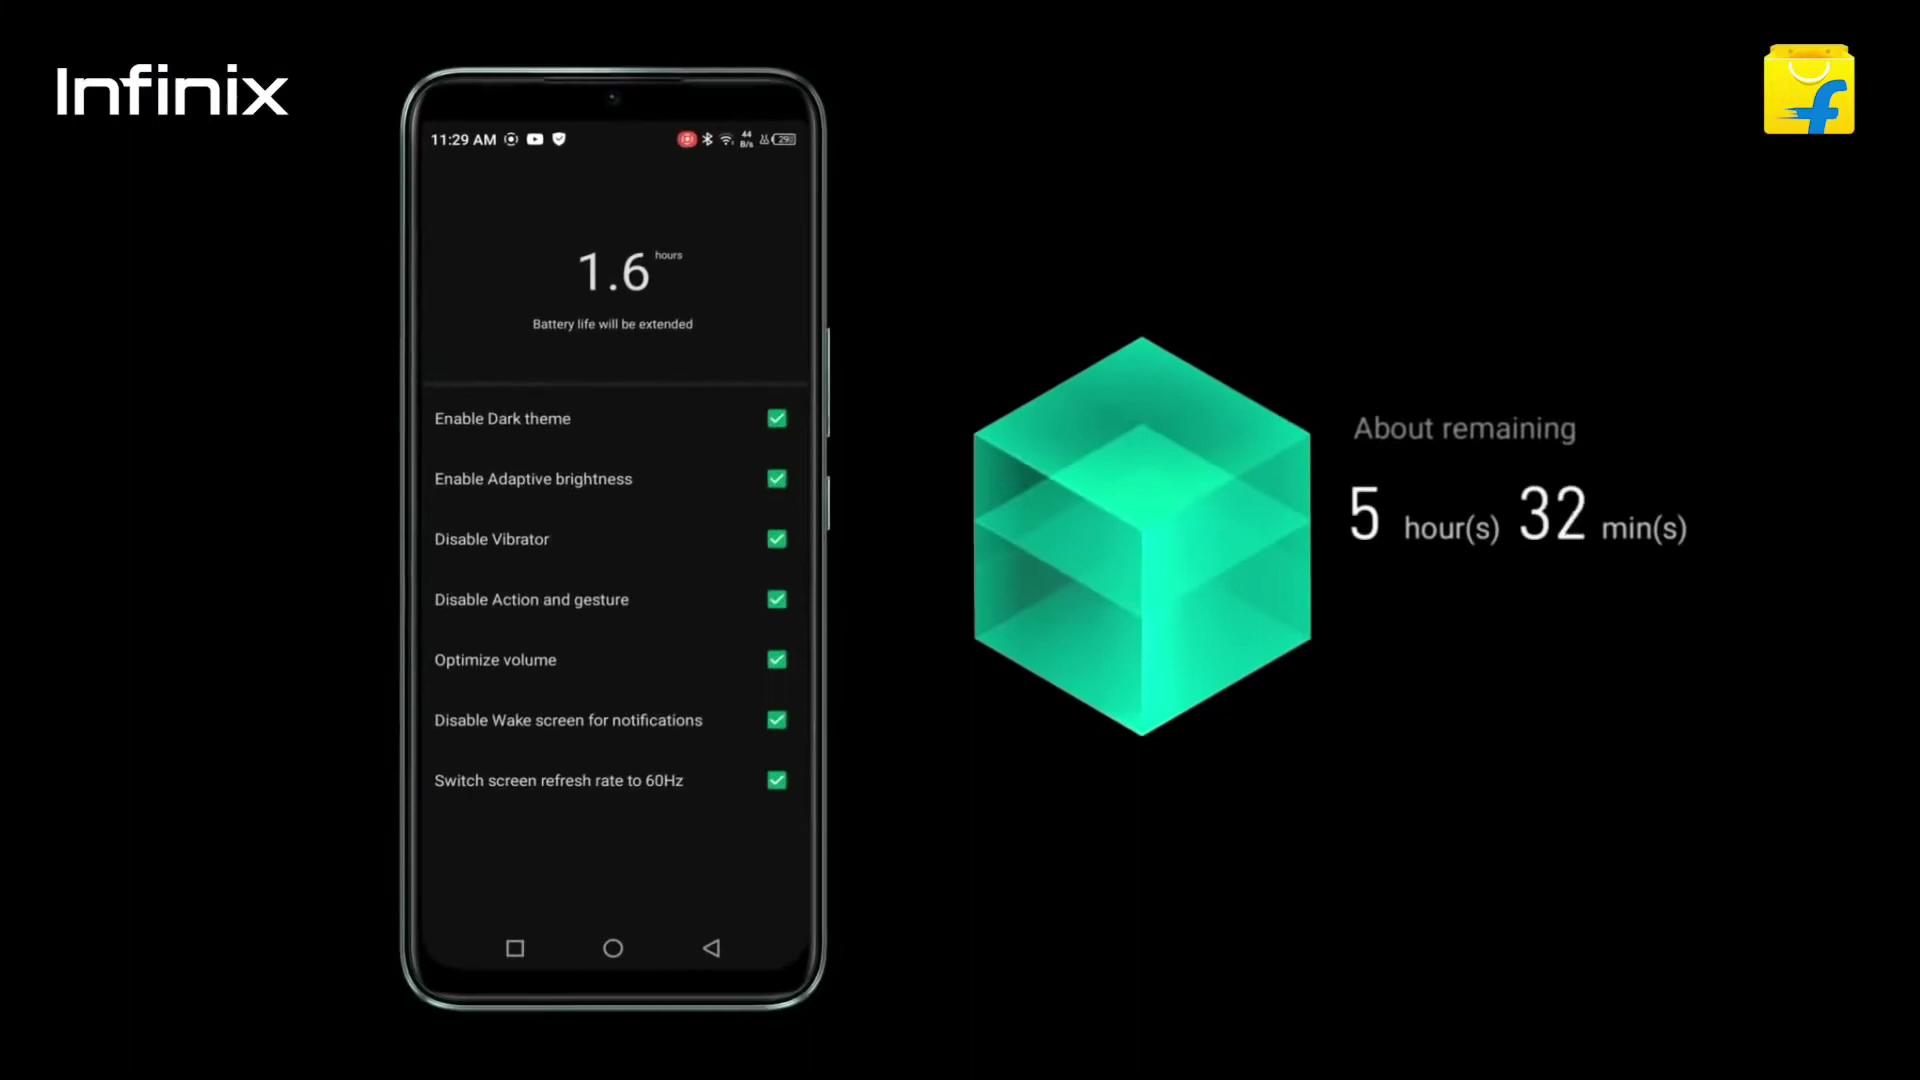 Infinix
11:29 AM
44
B/s
29
1.6 hours
Battery life will be extended
Enable Dark theme
Enable Adaptive brightness
Disable Vibrator
Disable Action and gesture
Optimize volume
Disable Wake screen for notifications
Switch screen refresh rate to 60Hz
About remaining
5 hour(s) 32 min(s)
f